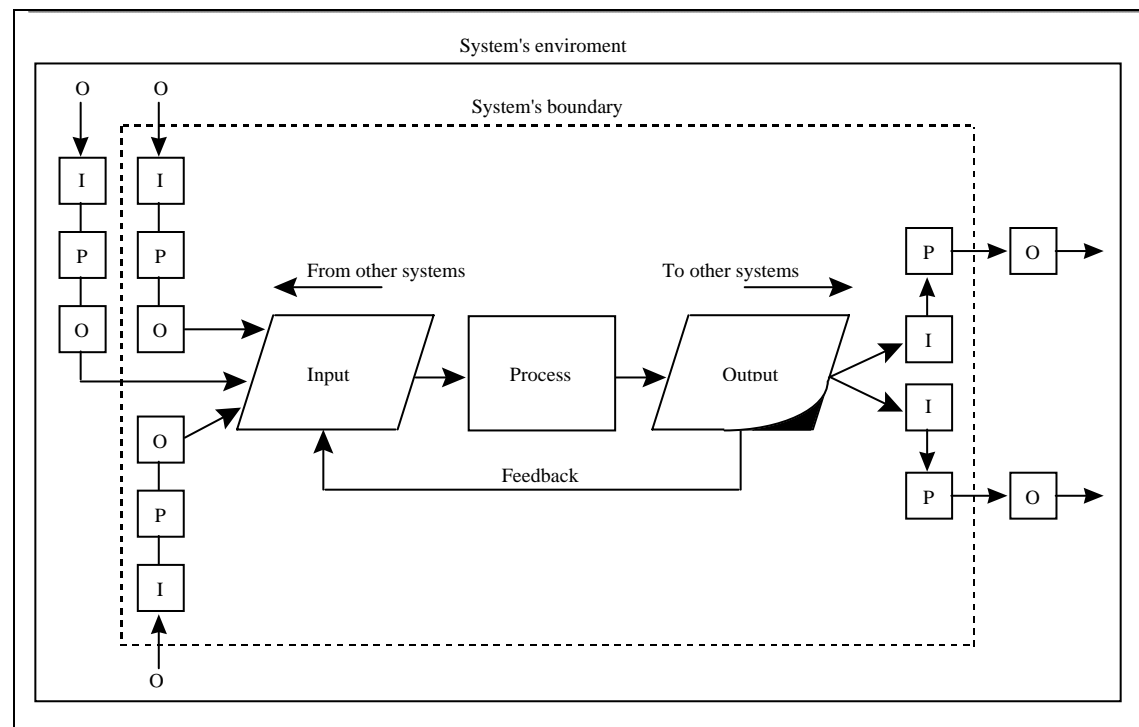 System's enviroment
O O
System's boundary
I I
P P P O
From other systems To other systems
O O I
Input Process Output
I
O
Feedback
P O
P
I
O